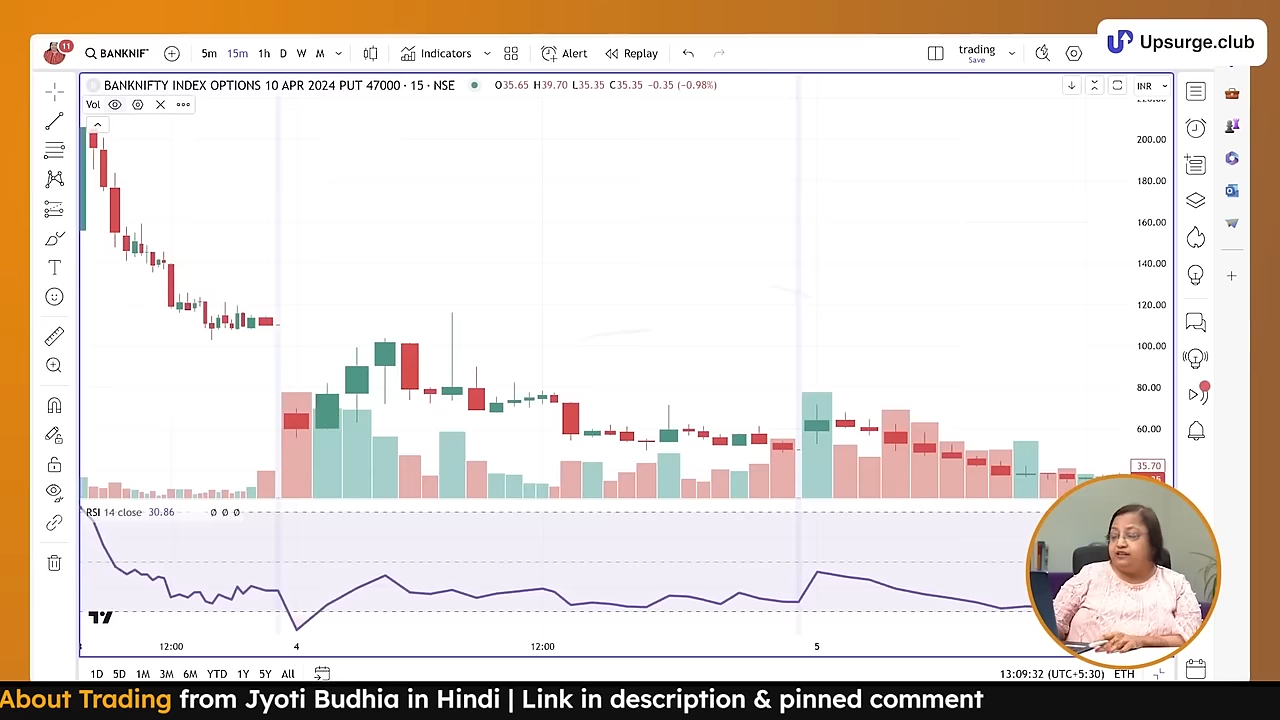 11
BANKNIF
5m 15m 1h D W M
Indicators
Alert
Replay
trading
Save
Upsurge.club
BANKNIFTY INDEX OPTIONS 10 APR 2024 PUT 47000 · 15 · NSE
O35.65 H39.70 L35.35 C35.35 −0.35 (−0.98%)
INR
Vol
200.00
180.00
160.00
140.00
120.00
100.00
80.00
60.00
35.70
RSI 14 close 30.86 Ø Ø Ø
12:00 4 12:00 5
1D 5D 1M 3M 6M YTD 1Y 5Y All
13:09:32 (UTC+5:30) ETH
About Trading from Jyoti Budhia in Hindi | Link in description & pinned comment